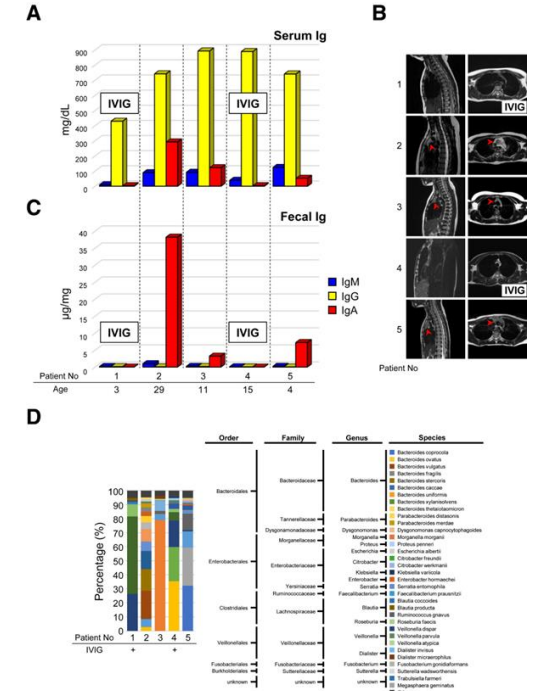 A
Serum Ig
mg/dL
900
800
700
600
500
400
300
200
100
0
IVIG
IVIG
B
1
IVIG
2
3
4
IVIG
5
Patient No
C
Fecal Ig
µg/mg
40
35
30
25
20
15
10
5
0
IVIG
IVIG
IgM
IgG
IgA
Patient No 1 2 3 4 5
Age 3 29 11 15 4
D
Percentage (%)
100
90
80
70
60
50
40
30
20
10
0
Patient No 1 2 3 4 5
IVIG + +
Order Family Genus Species
Bacteroidales
Enterobacterales
Clostridiales
Veillonellales
Fusobacteriales
Burkholderiales
unknown
Bacteroidaceae
Tannerellaceae
Dysgonamonadaceae
Morganellaceae
Enterobacteriaceae
Yersiniaceae
Ruminococcaceae
Lachnospiraceae
Veillonellaceae
Fusobacteriaceae
Sutterellaceae
unknown
Bacteroides
Parabacteroides
Dysgonomonas
Morganella
Proteus
Escherichia
Citrobacter
Klebsiella
Enterobacter
Serratia
Faecalibacterium
Blautia
Roseburia
Veillonella
Dialister
Fusobacterium
Sutterella
unknown
Bacteroides coprocola
Bacteroides ovatus
Bacteroides vulgatus
Bacteroides fragilis
Bacteroides stercoris
Bacteroides caccae
Bacteroides uniformis
Bacteroides xylanisolvens
Bacteroides thetaiotaomicron
Parabacteroides distasonis
Parabacteroides merdae
Dysgonomonas capnocytophagoides
Morganella morganii
Proteus penneri
Escherichia albertii
Citrobacter freundii
Citrobacter werkmanii
Klebsiella variicola
Enterobacter hormaechei
Serratia entomophila
Faecalibacterium prausnitzii
Blautia coccoides
Blautia producta
Ruminococcus gnavus
Roseburia faecis
Veillonella dispar
Veillonella parvula
Veillonella atypica
Dialister invisus
Dialister microaerophilus
Fusobacterium gonidiaformans
Sutterella wadsworthensis
Trabulsiella farmeri
Megasphaera geminatus